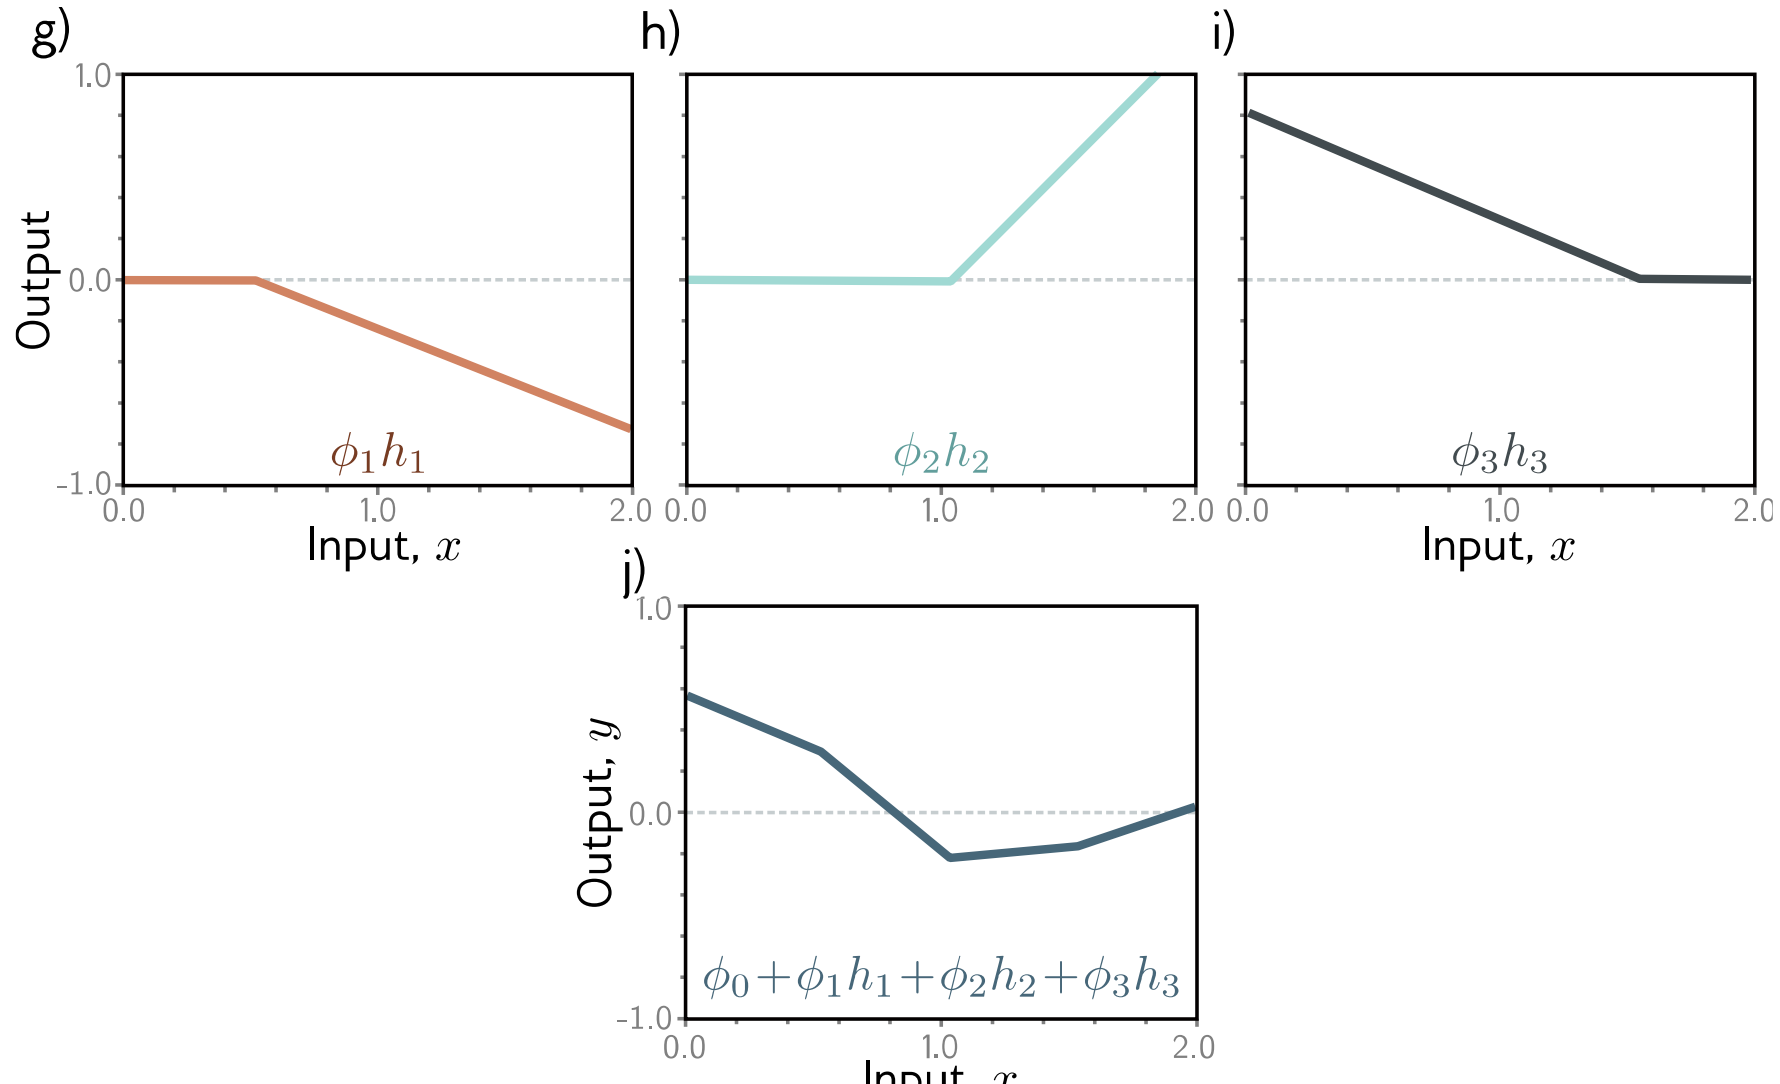 g) h) i)
1.0
Output
0.0
-1.0
ϕ₁h₁ ϕ₂h₂ ϕ₃h₃
0.0 1.0 2.0 0.0 1.0 2.0 0.0 1.0 2.0
Input, x Input, x
j)
1.0
Output, y
0.0
-1.0
ϕ₀+ϕ₁h₁+ϕ₂h₂+ϕ₃h₃
0.0 1.0 2.0
Input, x